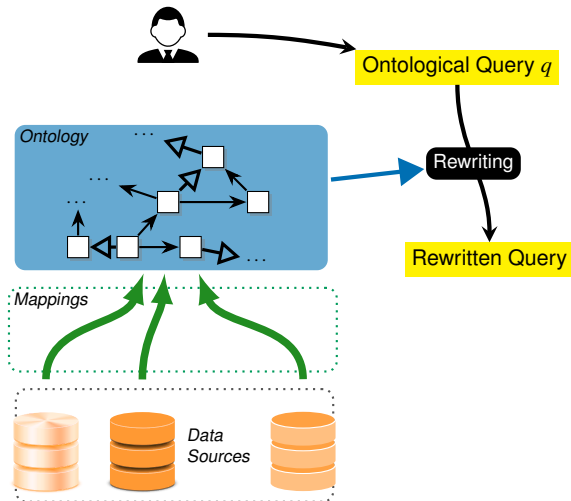 Ontological Query q
Ontology
. . .
Rewriting
. . .
. . .
. . .
Rewritten Query
Mappings
Data
Sources